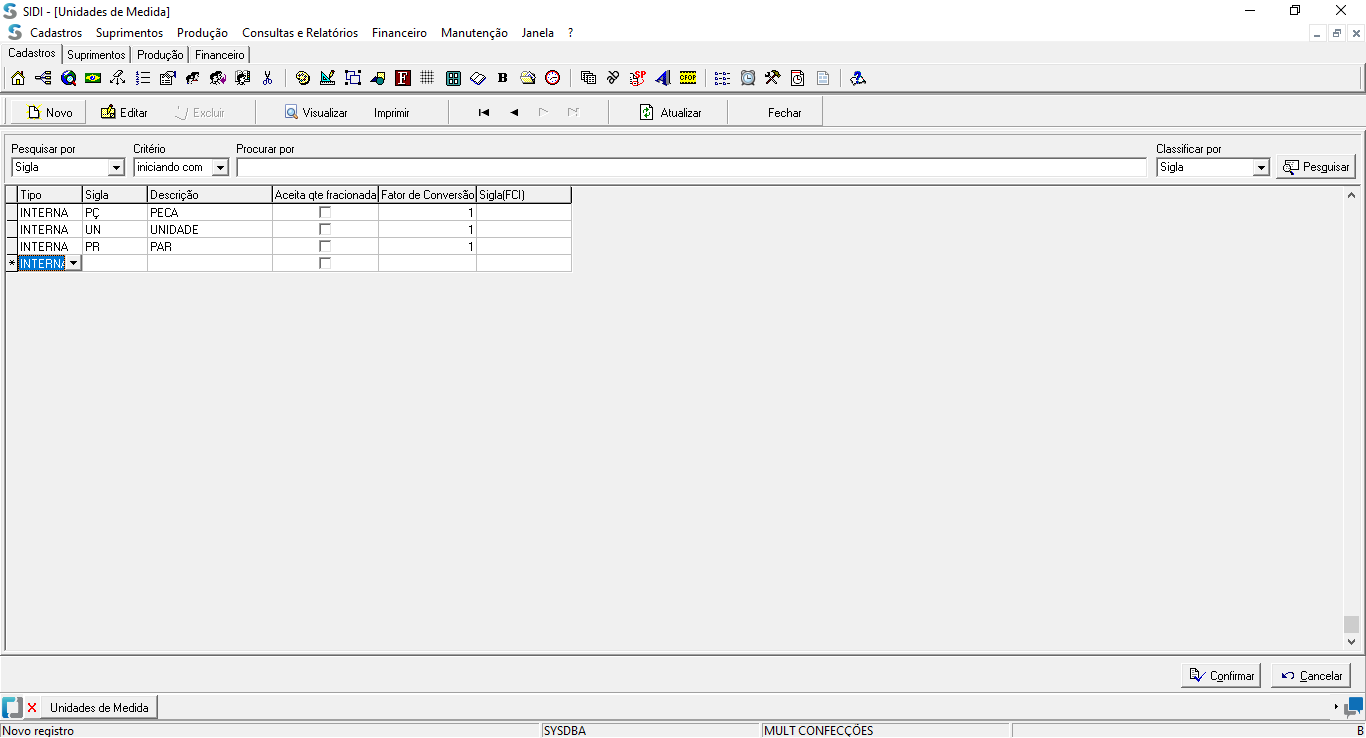 SIDI - [Unidades de Medida]
Cadastros Suprimentos Produção Consultas e Relatórios Financeiro Manutenção Janela ?
Cadastros Suprimentos Produção Financeiro
F B SP CFOP
Novo Editar Excluir Visualizar Imprimir Atualizar Fechar
Pesquisar por Critério Procurar por Classificar por
Sigla iniciando com Sigla Pesquisar
Tipo Sigla Descrição Aceita qte fracionada Fator de Conversão Sigla(FCI)
INTERNA PÇ PECA 1
INTERNA UN UNIDADE 1
INTERNA PR PAR 1
* INTERNA
Confirmar Cancelar
Unidades de Medida
Novo registro SYSDBA MULT CONFECÇÕES B